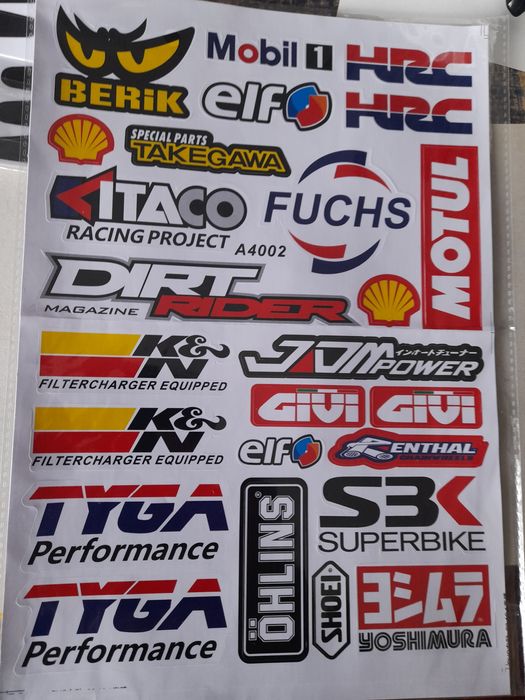 BERiK
Mobil 1
HRC
elf
HRC
SPECIAL PARTS
TAKEGAWA
KITACO
RACING PROJECT
A4002
FUCHS
MOTUL
DIRT
MAGAZINE RIDER
K&N
FILTERCHARGER EQUIPPED
JDM インポートチューナー
POWER
GIVI
GIVI
K&N
FILTERCHARGER EQUIPPED
elf
RENTHAL
CHAINWHEELS
TYGA
Performance
ÖHLINS
SBK
SUPERBIKE
TYGA
Performance
SHOEI
ヨシムラ
YOSHIMURA